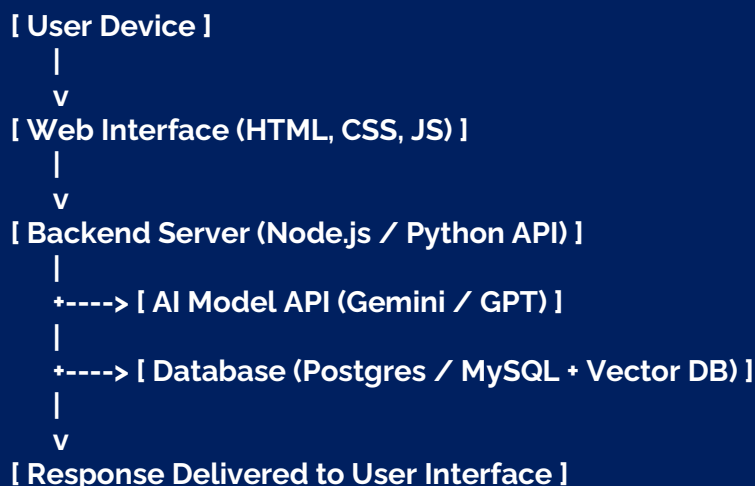 [ User Device ]
|
v
[ Web Interface (HTML, CSS, JS) ]
|
v
[ Backend Server (Node.js / Python API) ]
|
+----> [ AI Model API (Gemini / GPT) ]
|
+----> [ Database (Postgres / MySQL + Vector DB) ]
|
v
[ Response Delivered to User Interface ]